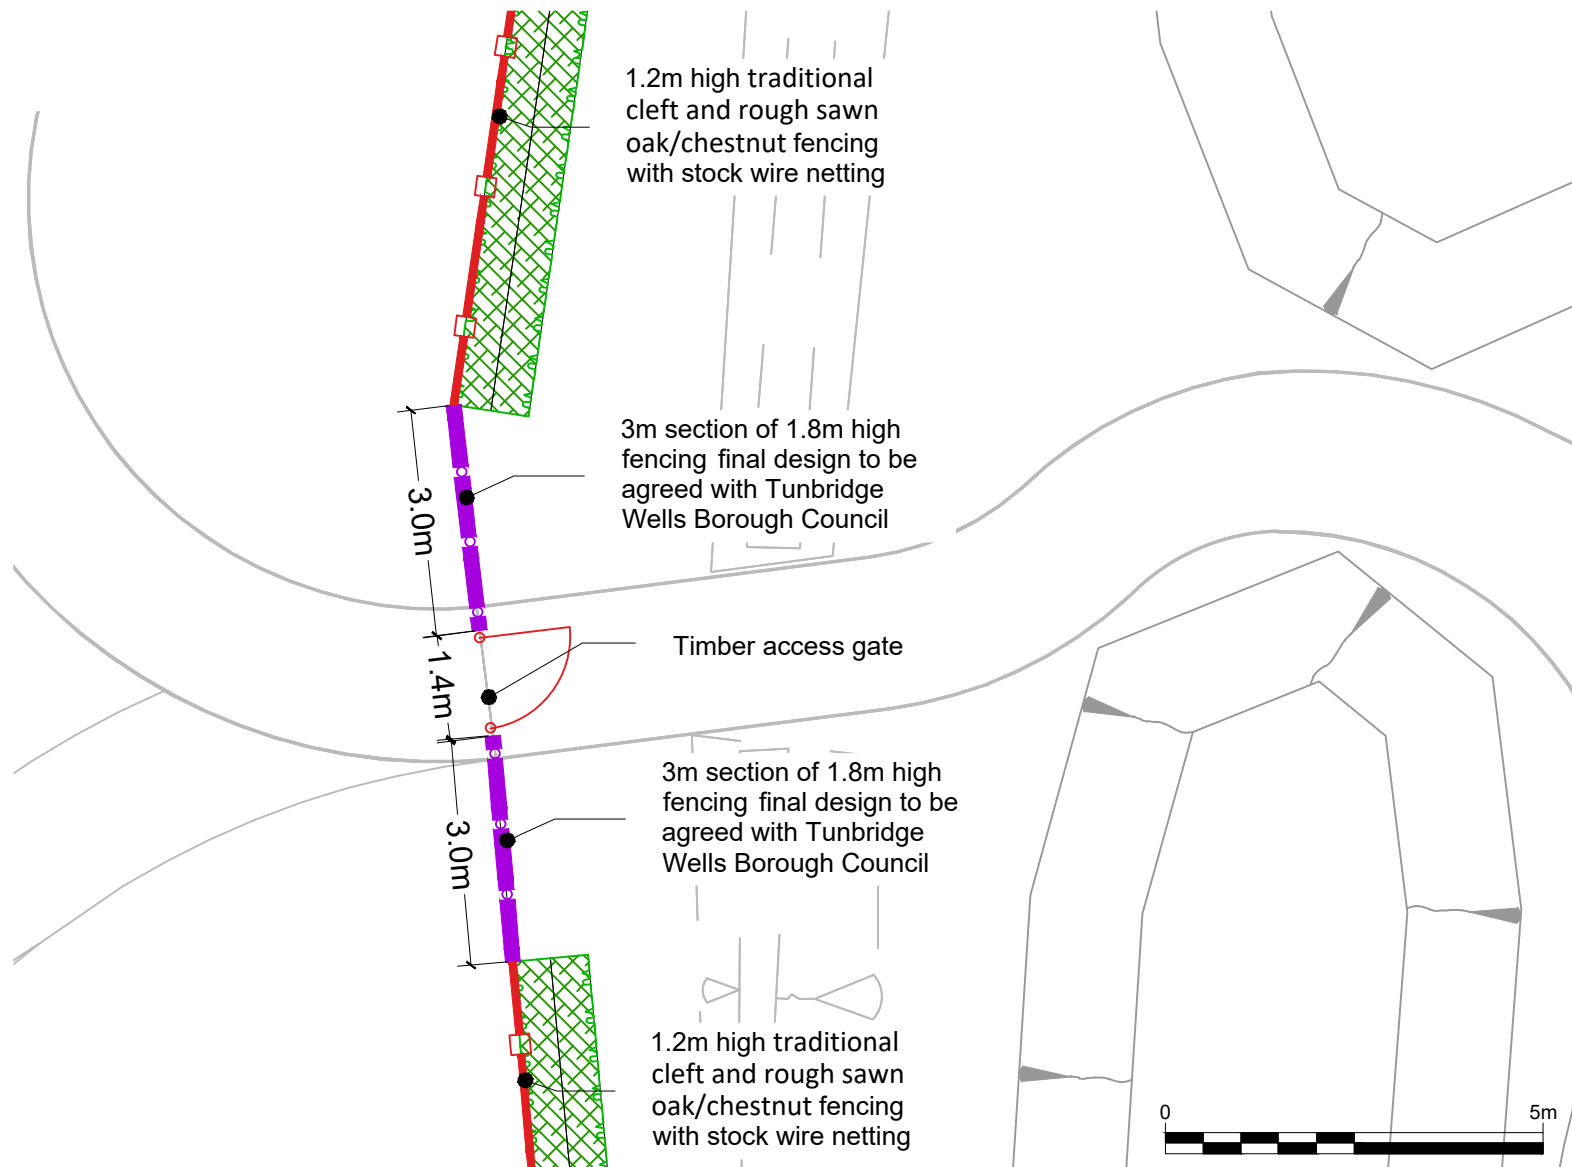 1.2m high traditional
cleft and rough sawn
oak/chestnut fencing
with stock wire netting
3m section of 1.8m high
fencing final design to be
agreed with Tunbridge
Wells Borough Council
3.0m
Timber access gate
1.4m
3m section of 1.8m high
fencing final design to be
agreed with Tunbridge
Wells Borough Council
3.0m
1.2m high traditional
cleft and rough sawn
oak/chestnut fencing
with stock wire netting
0 5m